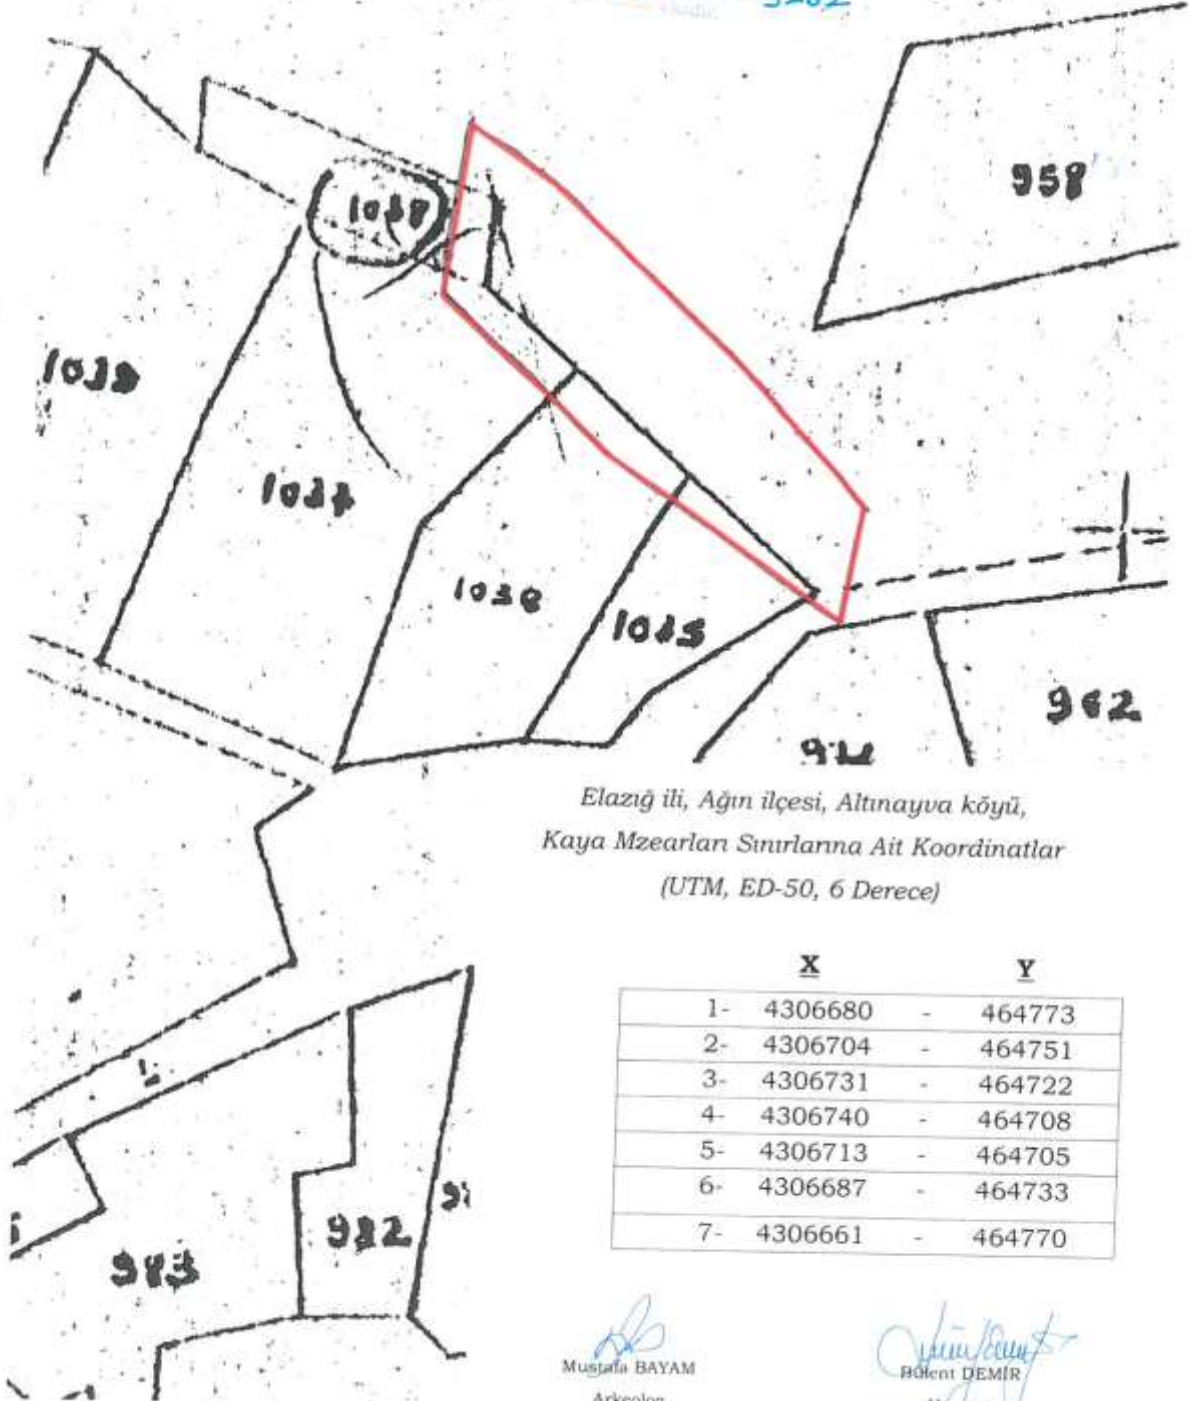 958
1039
1037
1036
1035
962
Elazığ ili, Ağın ilçesi, Altınayva köyü,
Kaya Mzearları Sınırlarına Ait Koordinatlar
(UTM, ED-50, 6 Derece)
X Y
1- 4306680 - 464773
2- 4306704 - 464751
3- 4306731 - 464722
4- 4306740 - 464708
5- 4306713 - 464705
6- 4306687 - 464733
7- 4306661 - 464770
982
983
Mustafa BAYAM
Bülent DEMİR
Arkeolog